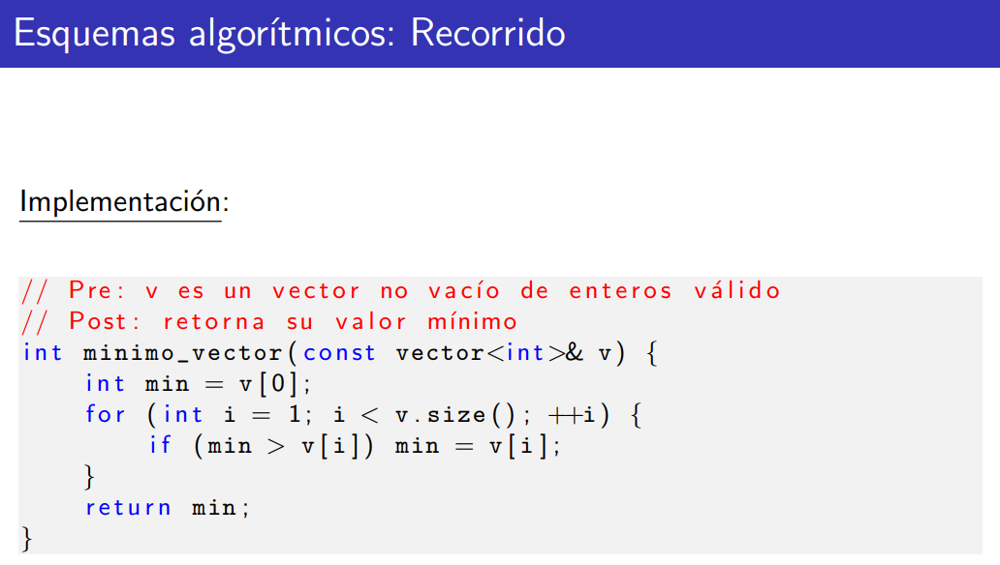 Esquemas algorítmicos: Recorrido
Implementación:
// Pre: v es un vector no vacío de enteros válido
// Post: retorna su valor mínimo
int minimo_vector(const vector<int>& v) {
int min = v[0];
for (int i = 1; i < v.size(); ++i) {
if (min > v[i]) min = v[i];
}
return min;
}